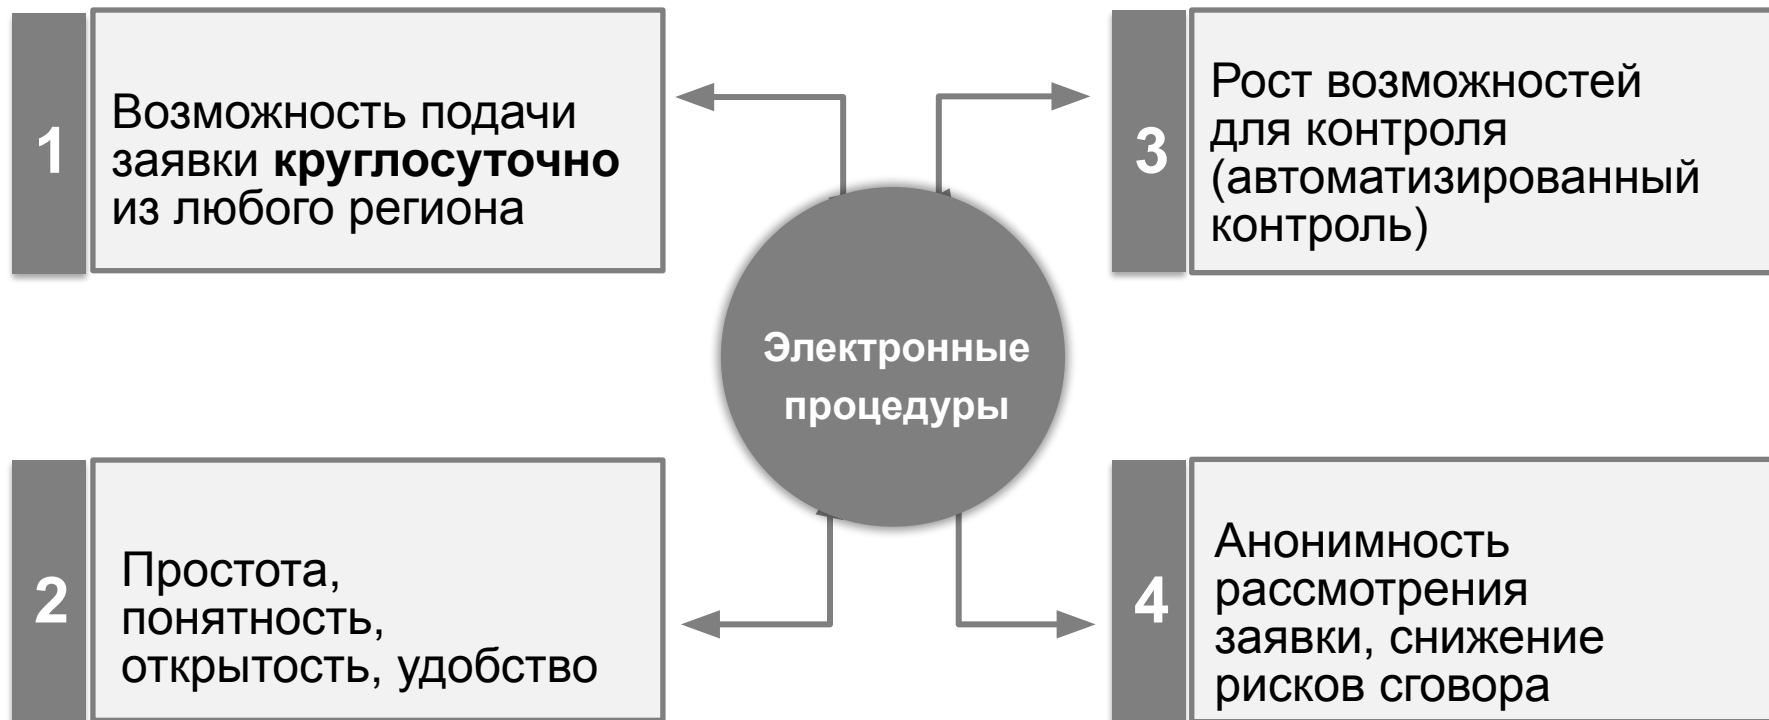 1
Возможность подачи
заявки круглосуточно
из любого региона
2
Простота,
понятность,
открытость, удобство
Электронные
процедуры
3
Рост возможностей
для контроля
(автоматизированный
контроль)
4
Анонимность
рассмотрения
заявки, снижение
рисков сговора